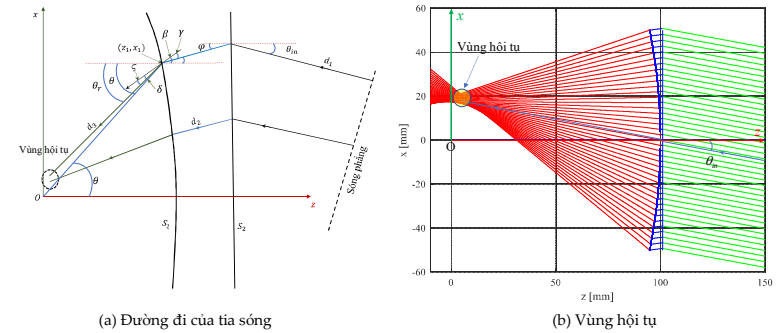 x
(z₁, x₁)
β
γ
φ
θᵢₙ
d₁
θᵣ
θ
ς
δ
d₃
d₂
Vùng hội tụ
θ
O
z
S₁
S₂
Sóng phẳng
(a) Đường đi của tia sóng
60
40
20
0
-20
-40
-60
x [mm]
x
Vùng hội tụ
O
z
θᵢₙ
0
50
100
150
z [mm]
(b) Vùng hội tụ